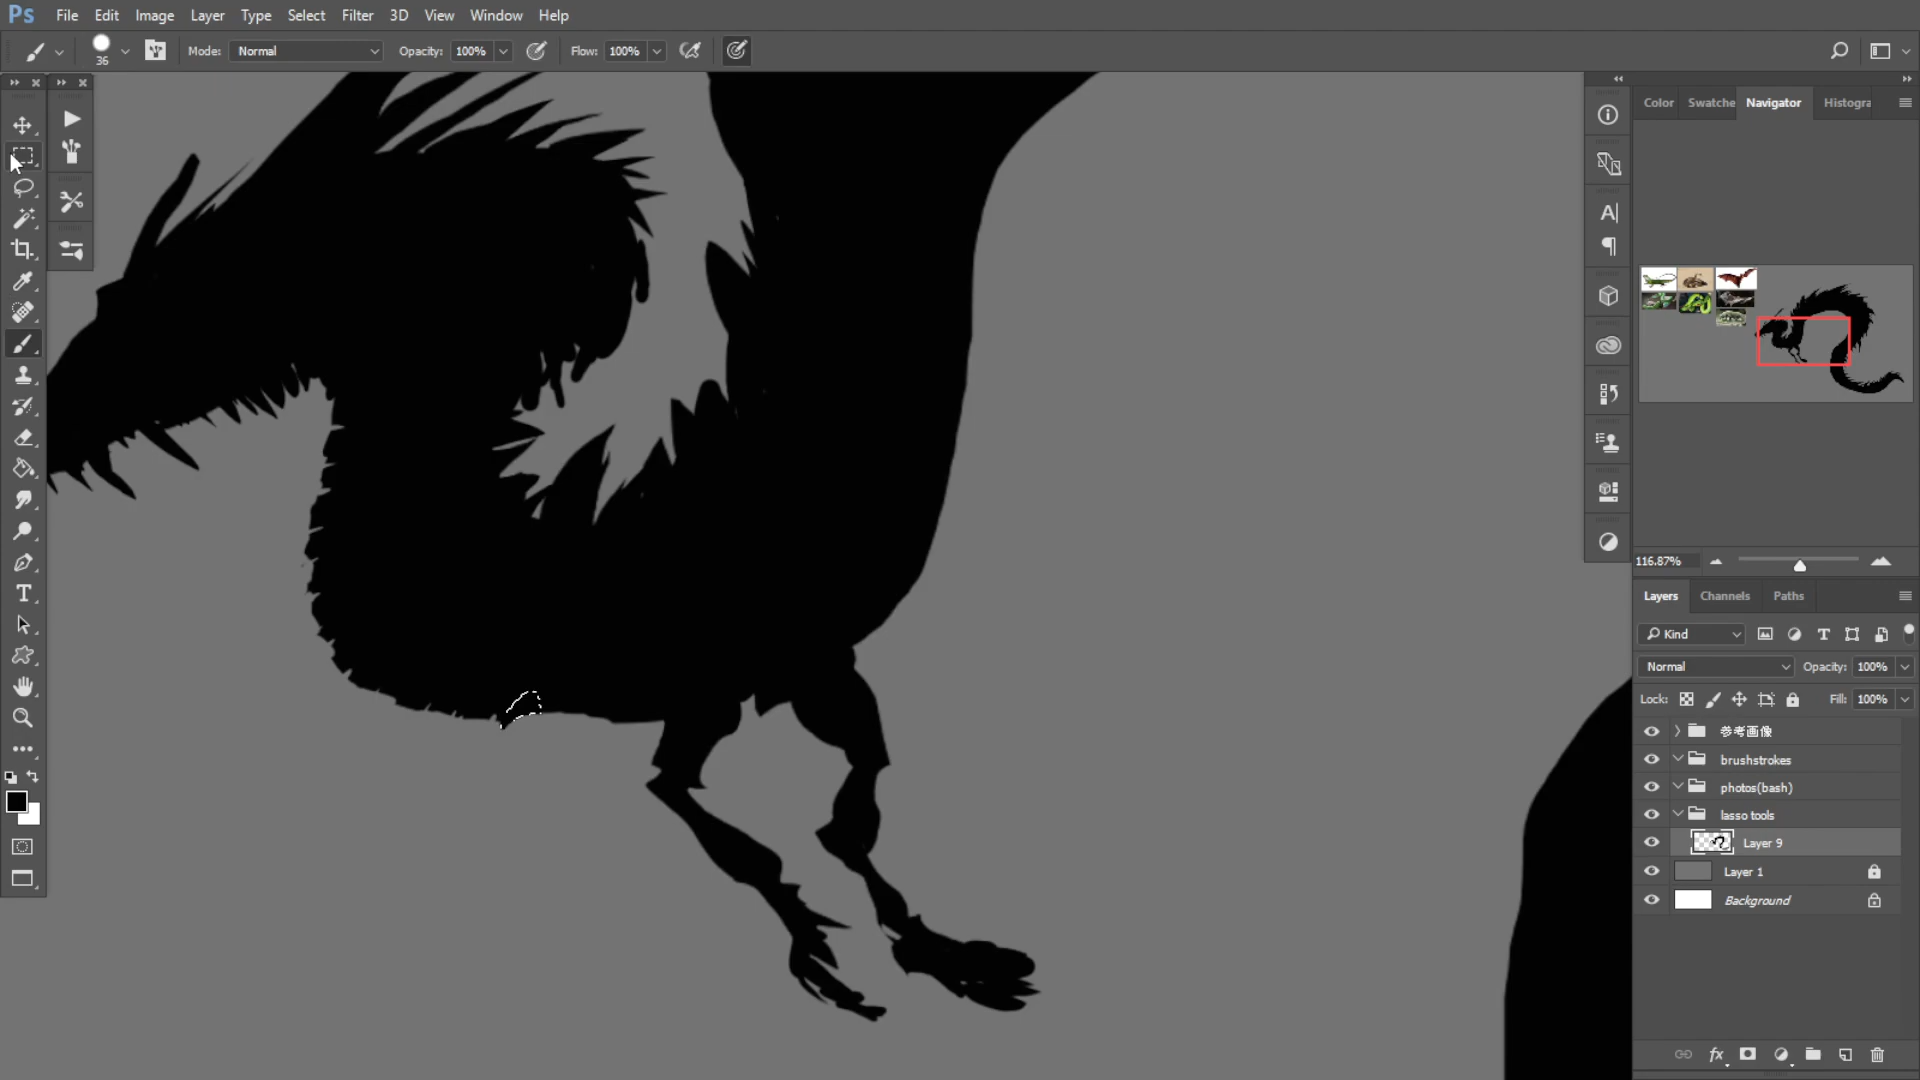 Ps File Edit Image Layer Type Select Filter 3D View Window Help
36 Mode: Normal Opacity: 100% Flow: 100%
Color Swatche Navigator Histogra
116.87%
Layers Channels Paths
Kind
Normal Opacity: 100%
Lock: Fill: 100%
参考画像
brushstrokes
photos(bash)
lasso tools
Layer 9
Layer 1
Background